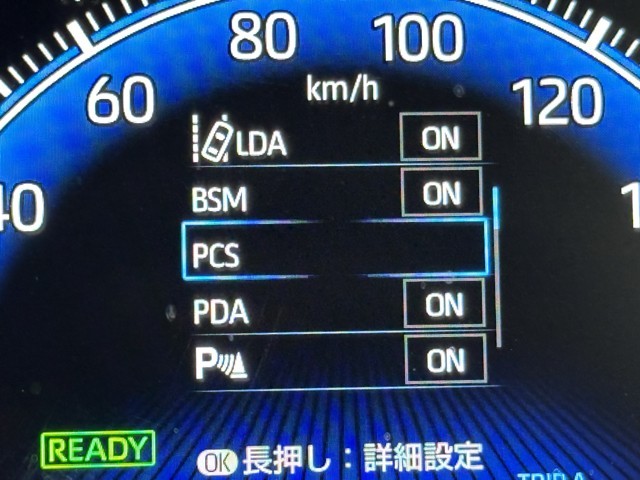 80 100
60 km/h 120
LDA ON
40 BSM ON 1
PCS
PDA ON
P ON
READY OK 長押し：詳細設定